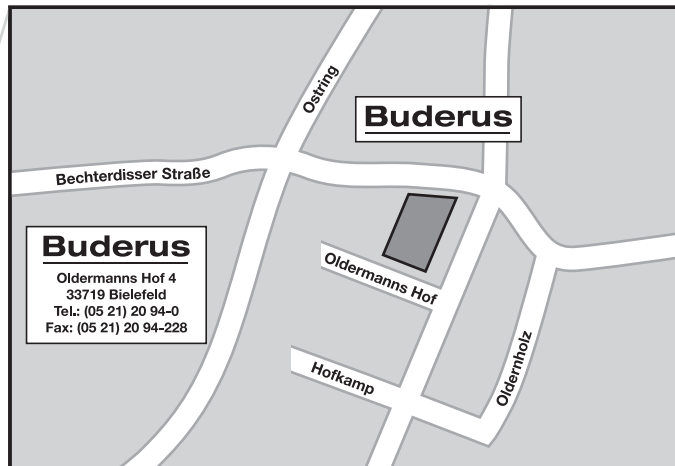 Ostring
Buderus
Bechterdisser Straße
Buderus
Oldermanns Hof 4
33719 Bielefeld
Tel.: (05 21) 20 94-0
Fax: (05 21) 20 94-228
Oldermanns Hof
Hofkamp
Oldernholz